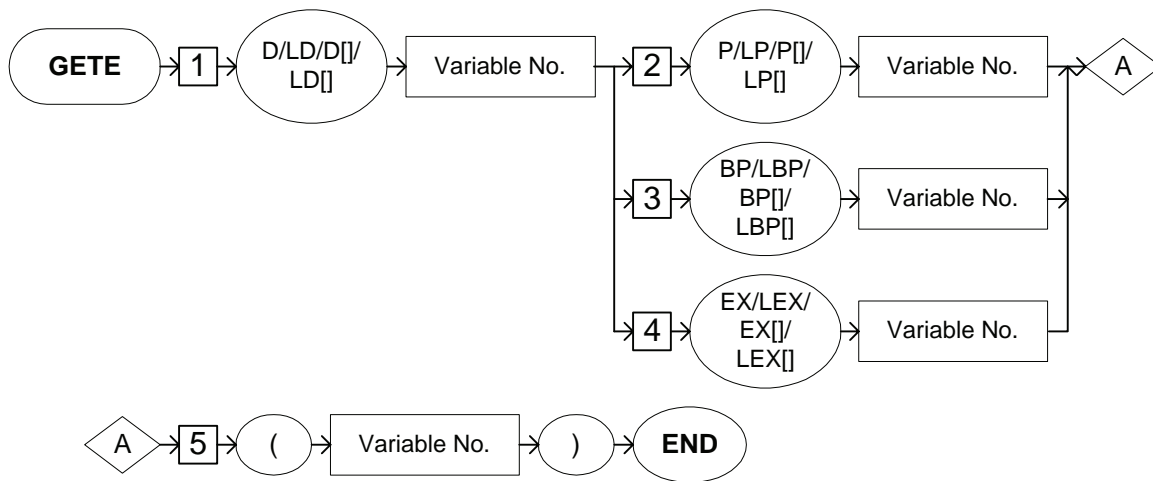 GETE
1
D/LD/D[]/
LD[]
Variable No.
2
P/LP/P[]/
LP[]
Variable No.
A
3
BP/LBP/
BP[]/
LBP[]
Variable No.
4
EX/LEX/
EX[]/
LEX[]
Variable No.
A
5
(
Variable No.
)
END